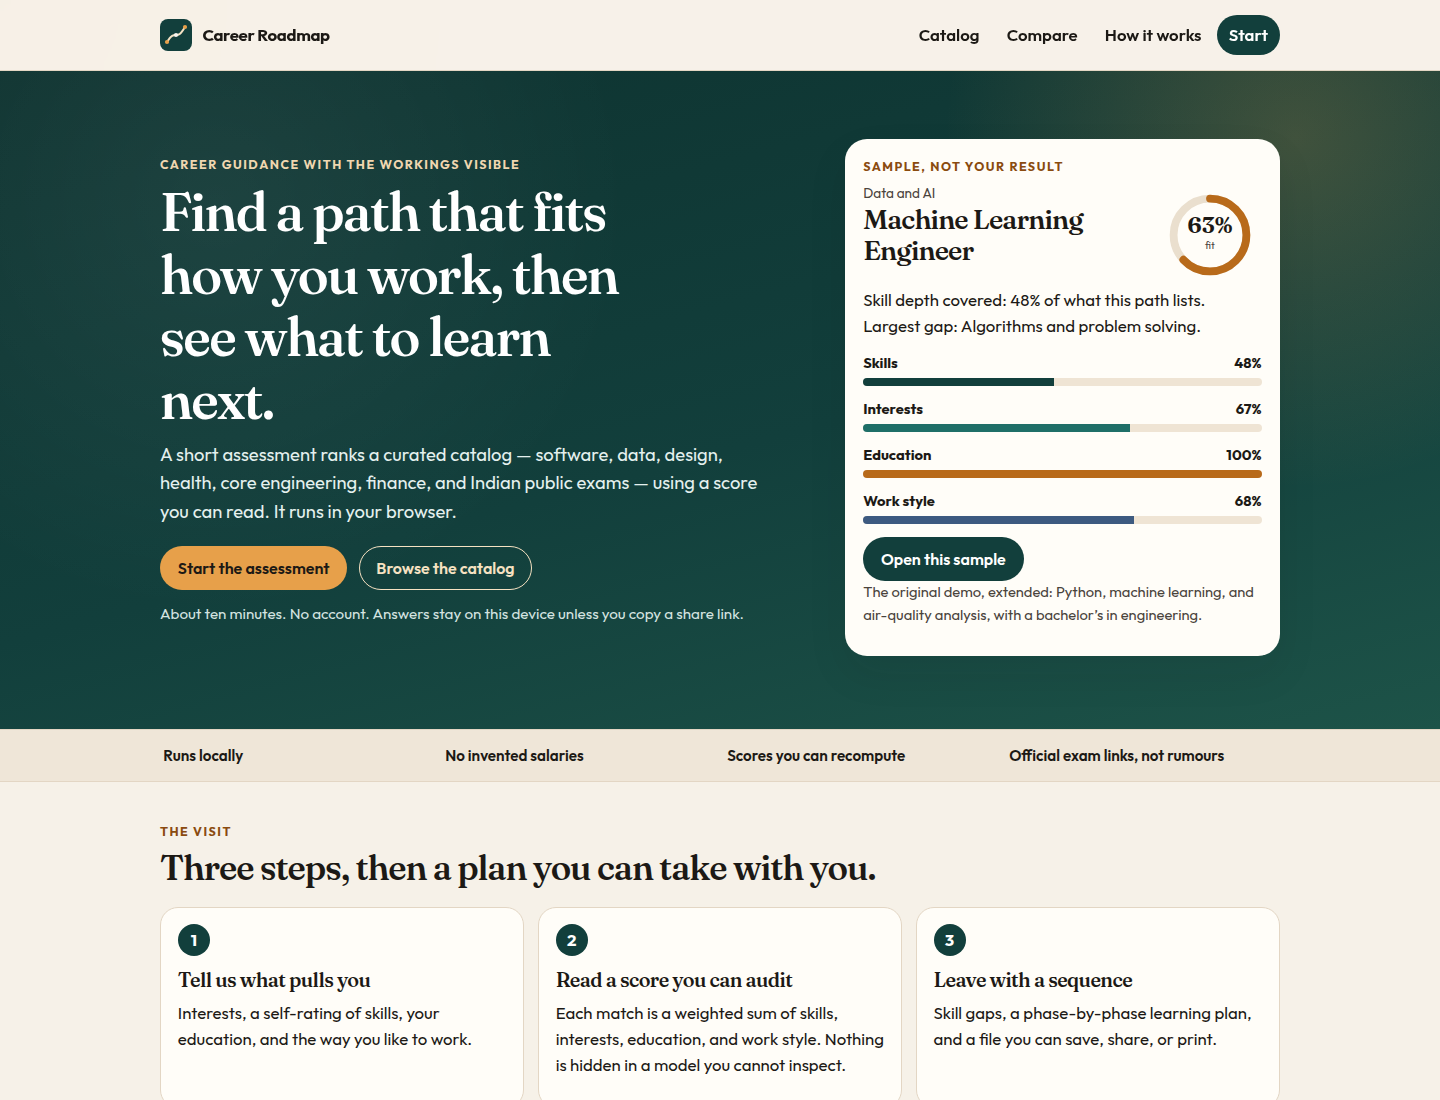 Career Roadmap
Catalog
Compare
How it works
Start
CAREER GUIDANCE WITH THE WORKINGS VISIBLE
Find a path that fits
how you work, then
see what to learn
next.
A short assessment ranks a curated catalog — software, data, design,
health, core engineering, finance, and Indian public exams — using a score
you can read. It runs in your browser.
Start the assessment
Browse the catalog
About ten minutes. No account. Answers stay on this device unless you copy a share link.
SAMPLE, NOT YOUR RESULT
Data and AI
Machine Learning
Engineer
63%
fit
Skill depth covered: 48% of what this path lists.
Largest gap: Algorithms and problem solving.
Skills 48%
Interests 67%
Education 100%
Work style 68%
Open this sample
The original demo, extended: Python, machine learning, and
air-quality analysis, with a bachelor’s in engineering.
Runs locally
No invented salaries
Scores you can recompute
Official exam links, not rumours
THE VISIT
Three steps, then a plan you can take with you.
1
Tell us what pulls you
Interests, a self-rating of skills, your
education, and the way you like to work.
2
Read a score you can audit
Each match is a weighted sum of skills,
interests, education, and work style. Nothing
is hidden in a model you cannot inspect.
3
Leave with a sequence
Skill gaps, a phase-by-phase learning plan,
and a file you can save, share, or print.